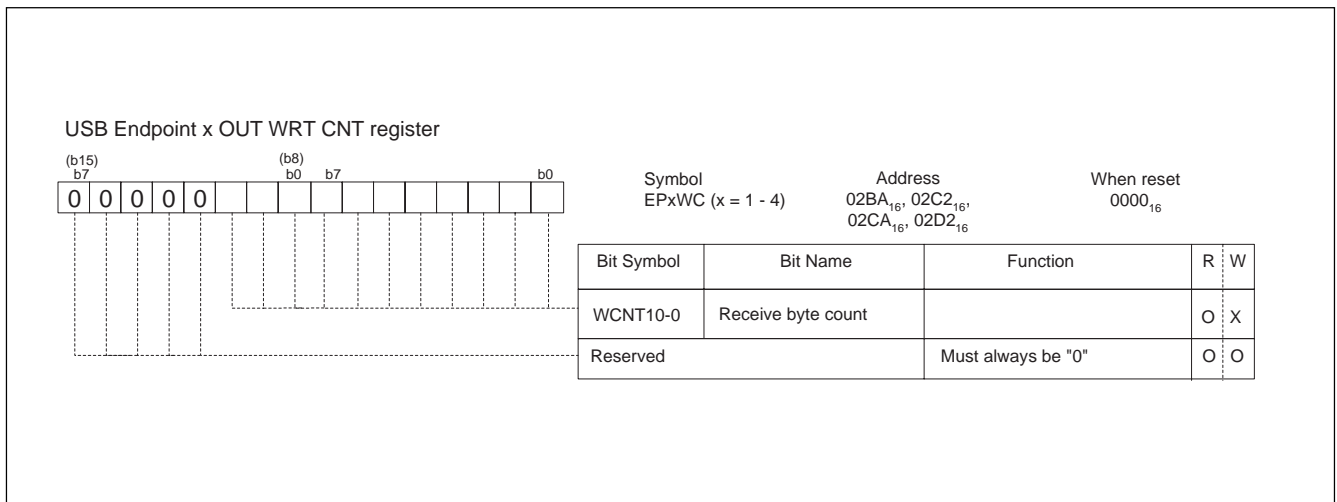 USB Endpoint x OUT WRT CNT register
(b15) (b8)
b7 b0 b7 b0
0 0 0 0 0
Symbol Address When reset
EPxWC (x = 1 - 4) 02BA₁₆, 02C2₁₆, 0000₁₆
02CA₁₆, 02D2₁₆
Bit Symbol Bit Name Function R W
WCNT10-0 Receive byte count O X
Reserved Must always be "0" O O